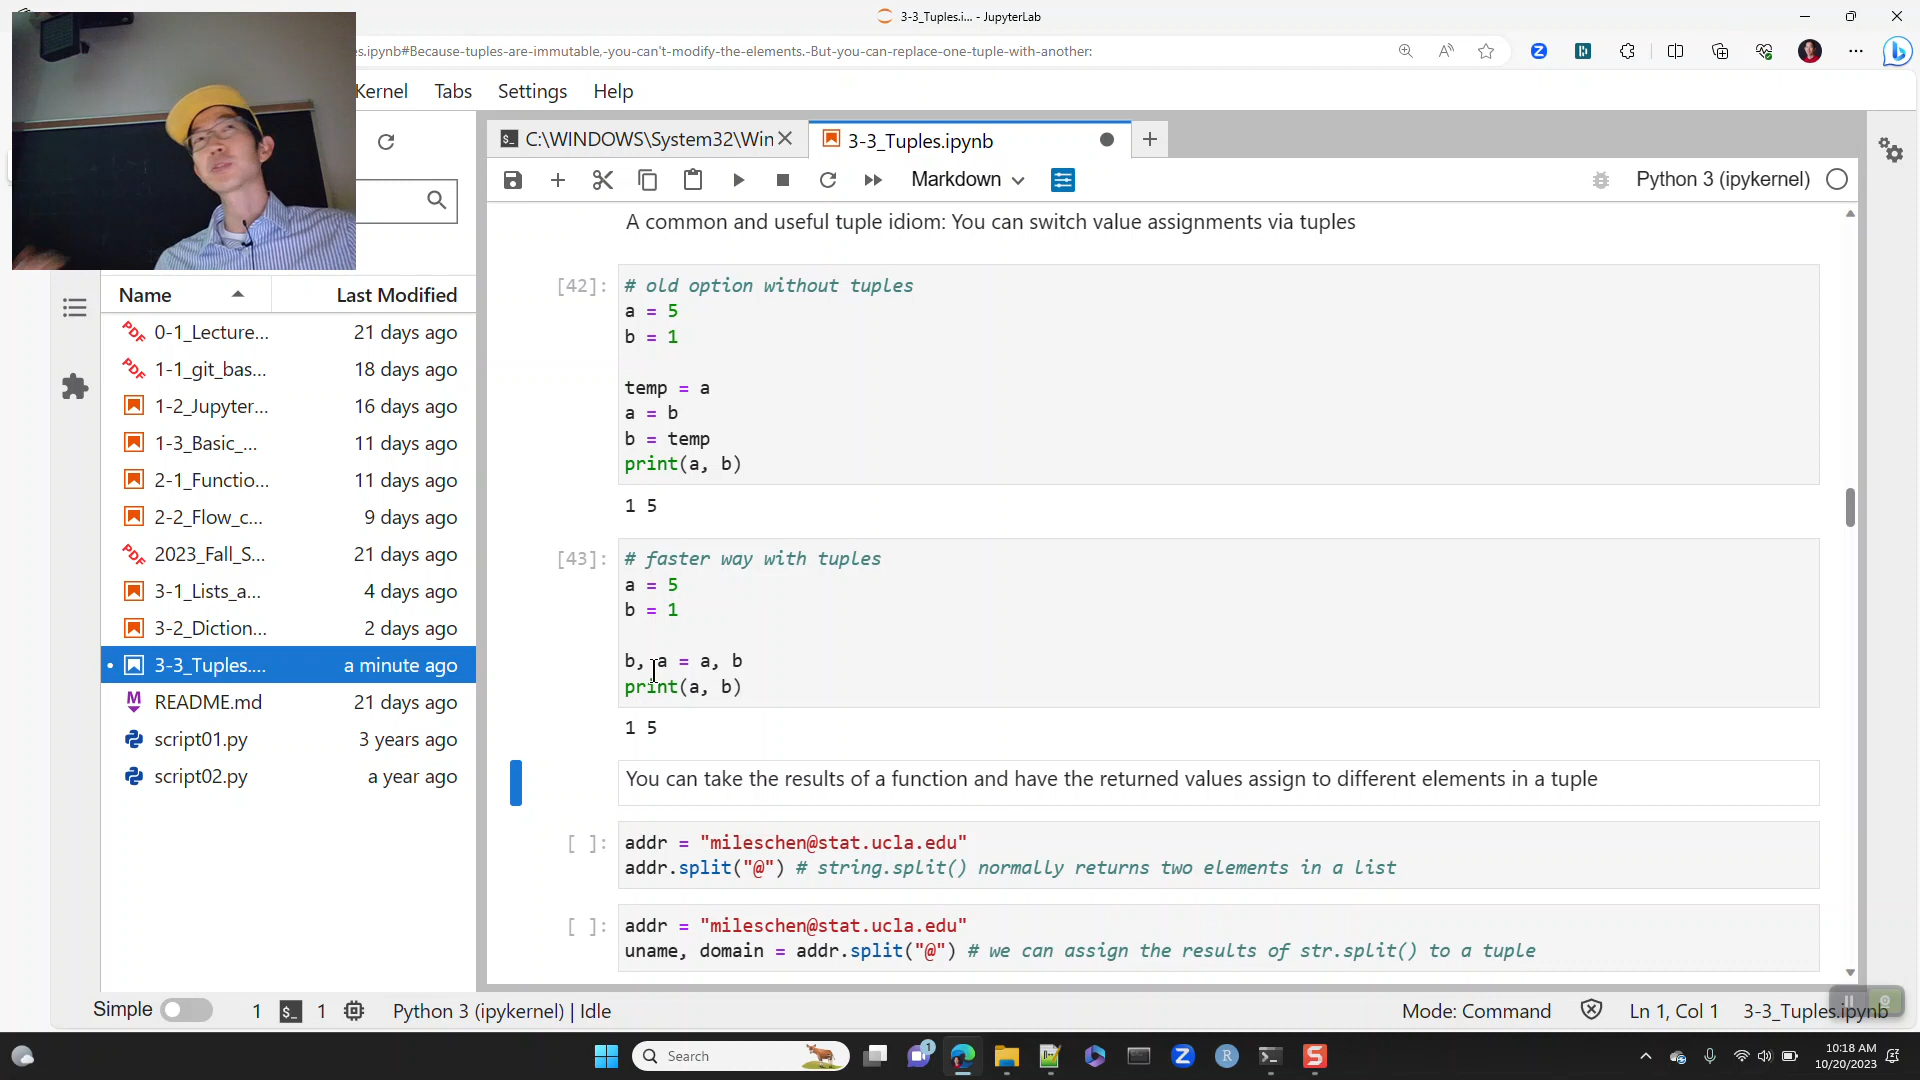 3-3_Tuples.i... - JupyterLab
s.ipynb#Because-tuples-are-immutable,-you-can't-modify-the-elements.-But-you-can-replace-one-tuple-with-another:
Kernel Tabs Settings Help
C:\WINDOWS\System32\Win
3-3_Tuples.ipynb
Markdown
Python 3 (ipykernel)
Name Last Modified
0-1_Lecture... 21 days ago
1-1_git_bas... 18 days ago
1-2_Jupyter... 16 days ago
1-3_Basic_... 11 days ago
2-1_Functio... 11 days ago
2-2_Flow_c... 9 days ago
2023_Fall_S... 21 days ago
3-1_Lists_a... 4 days ago
3-2_Diction... 2 days ago
3-3_Tuples.... a minute ago
README.md 21 days ago
script01.py 3 years ago
script02.py a year ago
A common and useful tuple idiom: You can switch value assignments via tuples
[42]: # old option without tuples
a = 5
b = 1
temp = a
a = b
b = temp
print(a, b)
1 5
[43]: # faster way with tuples
a = 5
b = 1
b, a = a, b
print(a, b)
1 5
You can take the results of a function and have the returned values assign to different elements in a tuple
[ ]: addr = "mileschen@stat.ucla.edu"
addr.split("@") # string.split() normally returns two elements in a list
[ ]: addr = "mileschen@stat.ucla.edu"
uname, domain = addr.split("@") # we can assign the results of str.split() to a tuple
Simple 1 1 Python 3 (ipykernel) | Idle
Mode: Command Ln 1, Col 1 3-3_Tuples.ipynb
Search
10:18 AM
10/20/2023